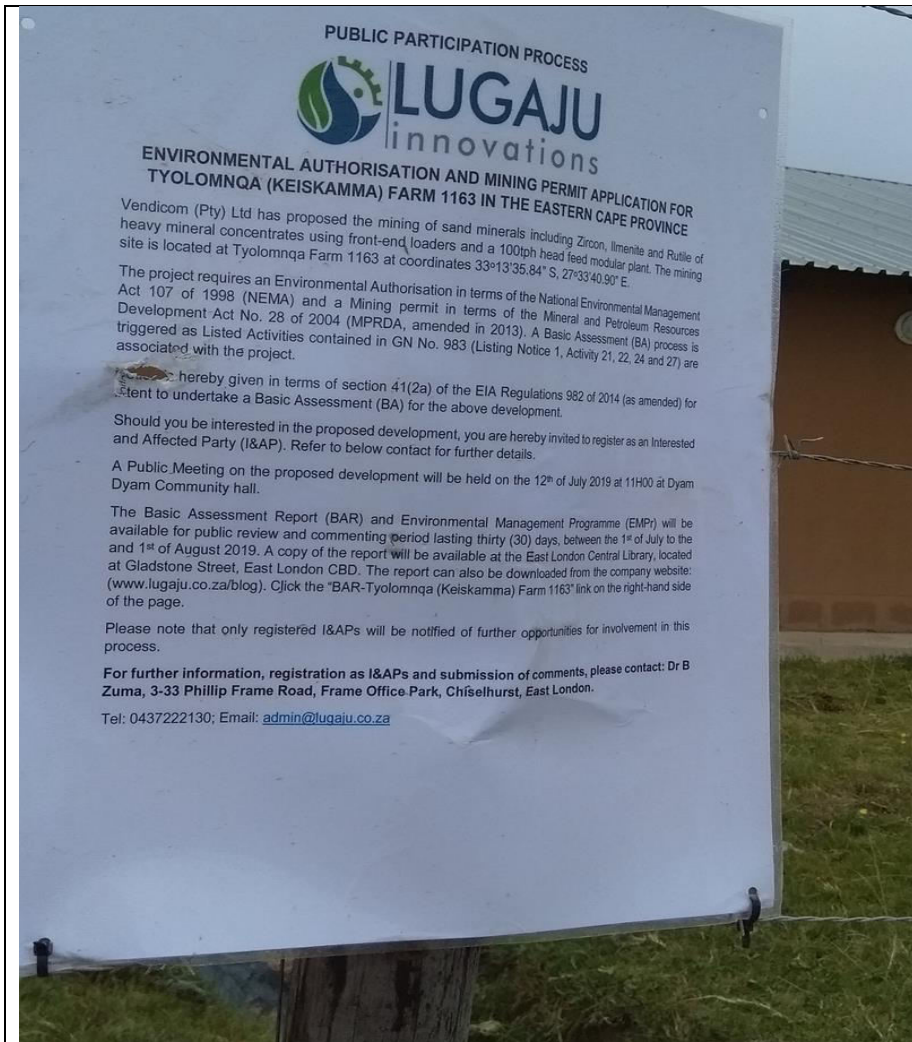 PUBLIC PARTICIPATION PROCESS
LUGAJU
innovations
ENVIRONMENTAL AUTHORISATION AND MINING PERMIT APPLICATION FOR
TYOLOMNQA (KEISKAMMA) FARM 1163 IN THE EASTERN CAPE PROVINCE
Vendicom (Pty) Ltd has proposed the mining of sand minerals including Zircon, Ilmenite and Rutile of
heavy mineral concentrates using front-end loaders and a 100tph head feed modular plant. The mining
site is located at Tyolomnqa Farm 1163 at coordinates 33º13'35.84" S, 27º33'40.90" E.
The project requires an Environmental Authorisation in terms of the National Environmental Management
Act 107 of 1998 (NEMA) and a Mining permit in terms of the Mineral and Petroleum Resources
Development Act No. 28 of 2004 (MPRDA, amended in 2013). A Basic Assessment (BA) process is
triggered as Listed Activities contained in GN No. 983 (Listing Notice 1, Activity 21, 22, 24 and 27) are
associated with the project.
hereby given in terms of section 41(2a) of the EIA Regulations 982 of 2014 (as amended) for
tent to undertake a Basic Assessment (BA) for the above development.
Should you be interested in the proposed development, you are hereby invited to register as an Interested
and Affected Party (I&AP). Refer to below contact for further details.
A Public Meeting on the proposed development will be held on the 12th of July 2019 at 11H00 at Dyam
Dyam Community hall.
The Basic Assessment Report (BAR) and Environmental Management Programme (EMPr) will be
available for public review and commenting period lasting thirty (30) days, between the 1st of July to the
and 1st of August 2019. A copy of the report will be available at the East London Central Library, located
at Gladstone Street, East London CBD. The report can also be downloaded from the company website:
(www.lugaju.co.za/blog). Click the "BAR-Tyolomnqa (Keiskamma) Farm 1163" link on the right-hand side
of the page.
Please note that only registered I&APs will be notified of further opportunities for involvement in this
process.
For further information, registration as I&APs and submission of comments, please contact: Dr B
Zuma, 3-33 Phillip Frame Road, Frame Office Park, Chiselhurst, East London.
Tel: 0437222130; Email: admin@lugaju.co.za